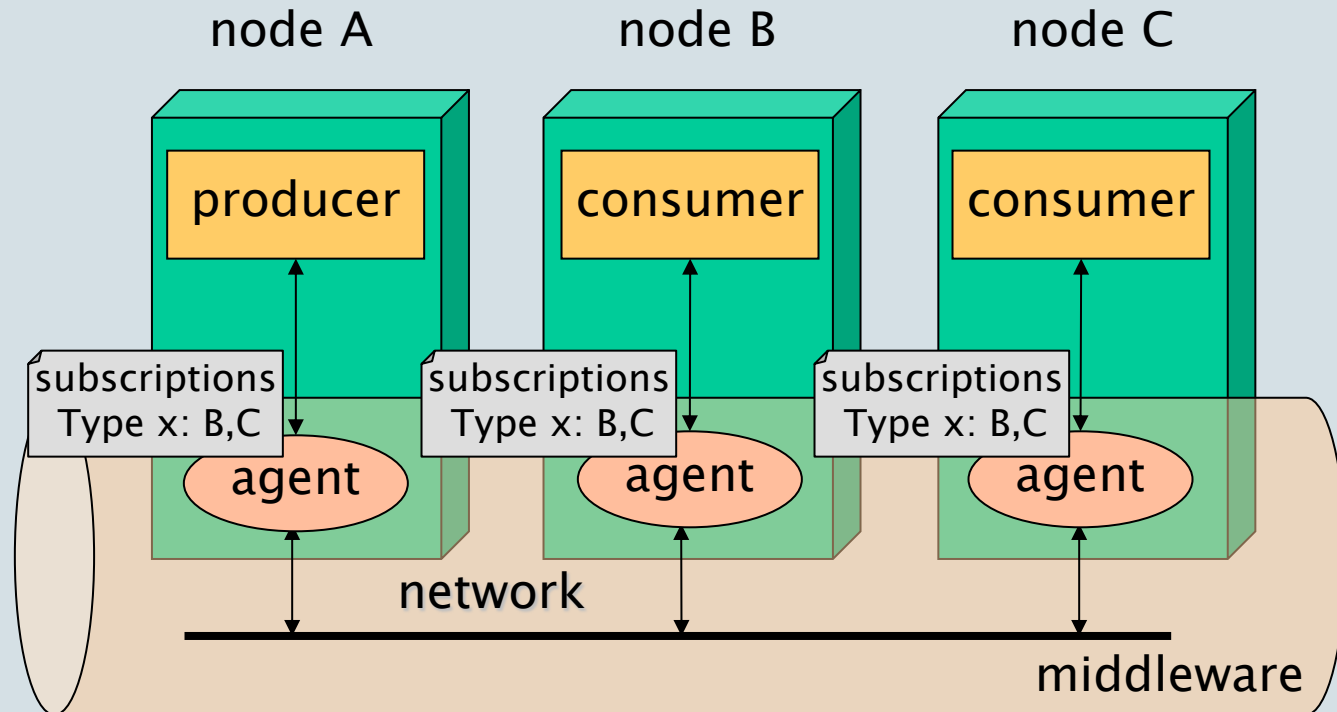 node A
node B
node C
producer
consumer
consumer
subscriptions
Type x: B,C
subscriptions
Type x: B,C
subscriptions
Type x: B,C
agent
agent
agent
network
middleware